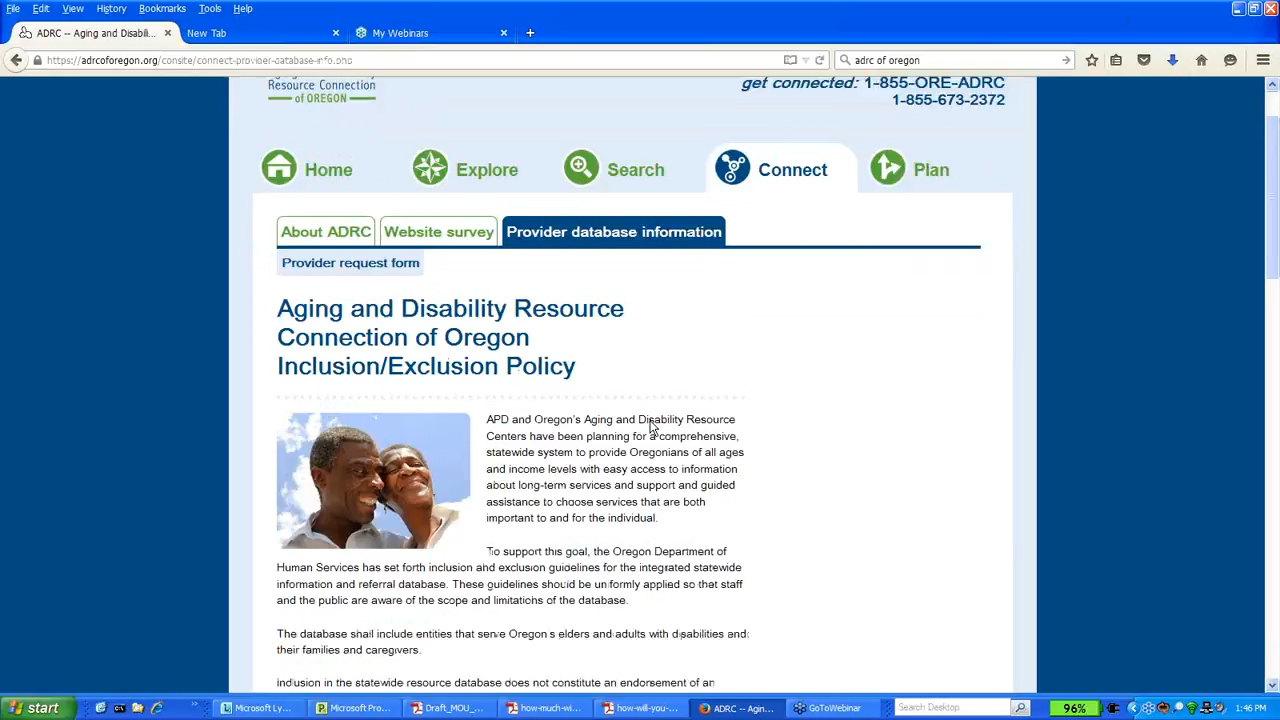 File Edit View History Bookmarks Tools Help
ADRC -- Aging and Disabili... × New Tab × My Webinars × +
https://adrcoforegon.org/consite/connect-provider-database-info.php adrc of oregon
Resource Connection
of OREGON
get connected: 1-855-ORE-ADRC
1-855-673-2372
Home Explore Search Connect Plan
About ADRC Website survey Provider database information
Provider request form
Aging and Disability Resource
Connection of Oregon
Inclusion/Exclusion Policy
APD and Oregon's Aging and Disability Resource
Centers have been planning for a comprehensive,
statewide system to provide Oregonians of all ages
and income levels with easy access to information
about long-term services and support and guided
assistance to choose services that are both
important to and for the individual.
To support this goal, the Oregon Department of
Human Services has set forth inclusion and exclusion guidelines for the integrated statewide
information and referral database. These guidelines should be uniformly applied so that staff
and the public are aware of the scope and limitations of the database.
The database shall include entities that serve Oregon's elders and adults with disabilities and
their families and caregivers.
Inclusion in the statewide resource database does not constitute an endorsement of an
start Microsoft Ly... Microsoft Pro... Draft_MOU_... how-much-wi... how-will-you-... ADRC -- Agin... GoToWebinar 96% Search Desktop 1:46 PM